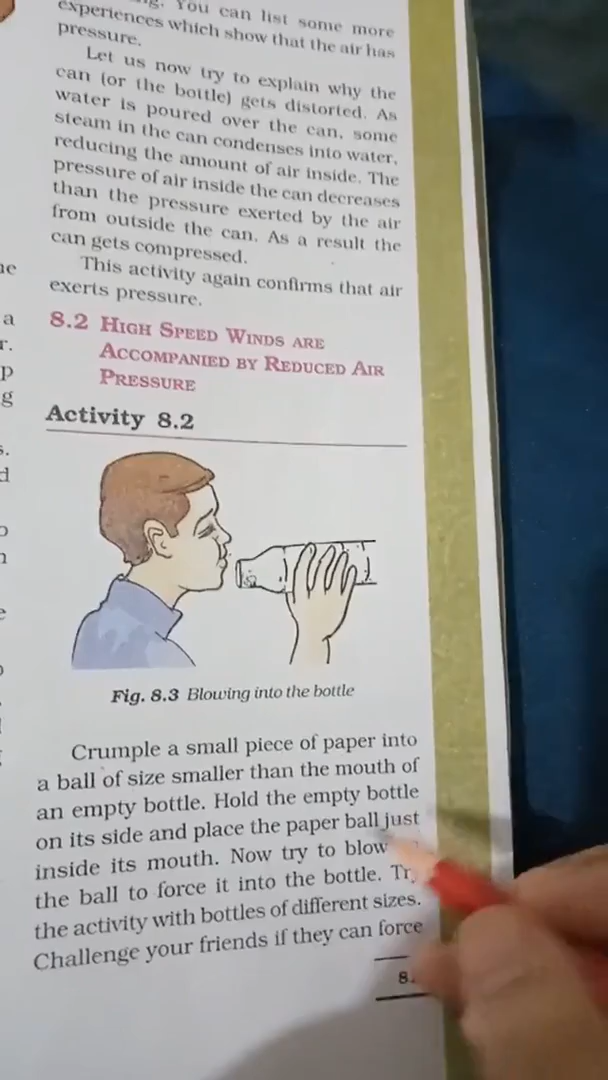 You can list some more
experiences which show that the air has
pressure.
Let us now try to explain why the
can (or the bottle) gets distorted. As
water is poured over the can, some
steam in the can condenses into water,
reducing the amount of air inside. The
pressure of air inside the can decreases
than the pressure exerted by the air
from outside the can. As a result the
can gets compressed.
This activity again confirms that air
exerts pressure.
8.2 HIGH SPEED WINDS ARE
ACCOMPANIED BY REDUCED AIR
PRESSURE
Activity 8.2
Fig. 8.3 Blowing into the bottle
Crumple a small piece of paper into
a ball of size smaller than the mouth of
an empty bottle. Hold the empty bottle
on its side and place the paper ball just
inside its mouth. Now try to blow
the ball to force it into the bottle. Try
the activity with bottles of different sizes.
Challenge your friends if they can force